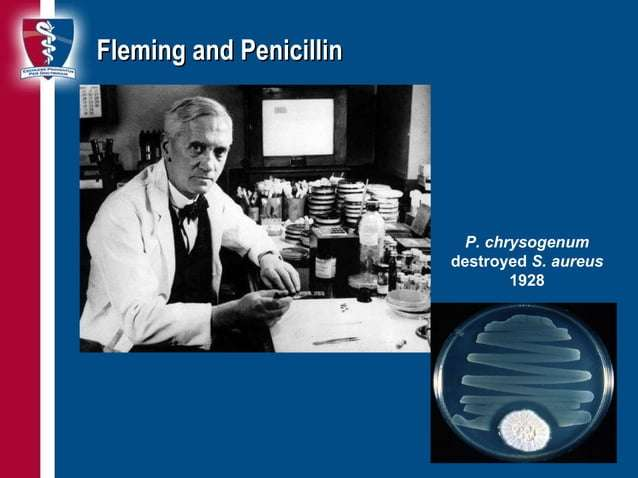 Fleming and Penicillin
P. chrysogenum
destroyed S. aureus
1928